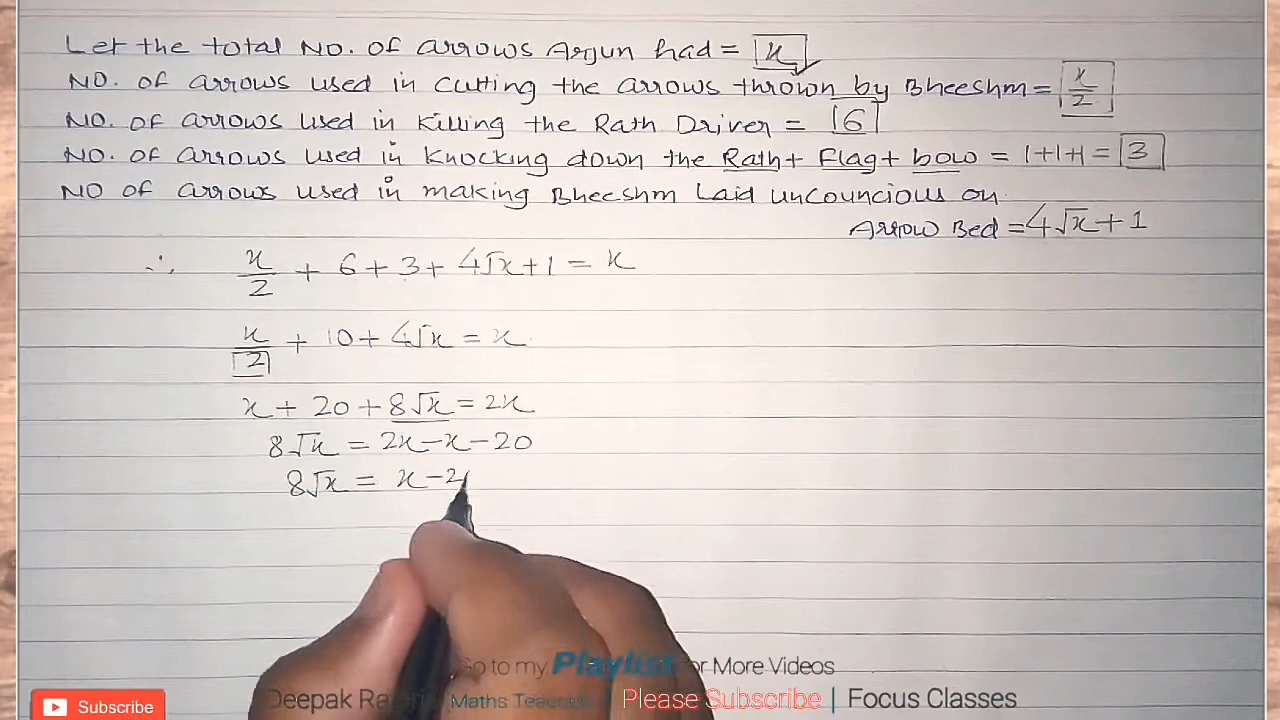 Let the total No. of arrows Arjun had = x
No. of arrows used in cutting the arrows thrown by Bheeshm = x/2
No. of arrows used in killing the Rath Driver = 6
No. of arrows used in knocking down the Rath + Flag + bow = 1+1+1 = 3
No of arrows used in making Bheeshm Laid uncouncious on
Arrow Bed = 4√x + 1
∴ x/2 + 6 + 3 + 4√x + 1 = x
x/2 + 10 + 4√x = x
x + 20 + 8√x = 2x
8√x = 2x - x - 20
8√x = x - 2
Go to my Playlist for More Videos
Deepak Maths | Please Subscribe | Focus Classes
Subscribe